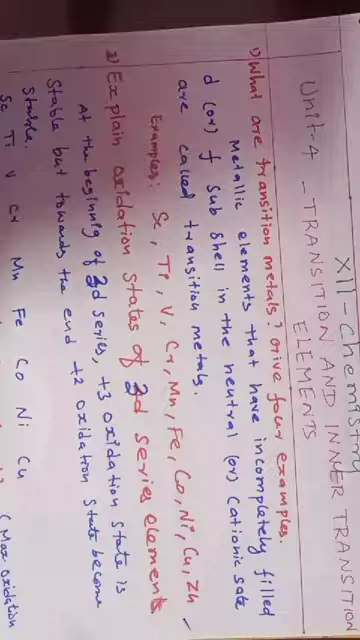 XII - Chemistry
Unit-4 - TRANSITION AND INNER TRANSITION
ELEMENTS
1) What are transition metals? Give four examples.
Metallic elements that have incompletely filled
d (or) f sub shell in the neutral (or) cationic sate
are called transition metals.
Examples: Sc, Ti, V, Cr, Mn, Fe, Co, Ni, Cu, Zn
2) Explain oxidation states of 3d series elements
At the beginnig of 3d series, +3 oxidation state is
stable but towards the end +2 oxidation state become
stable.
Sc Ti V Cr Mn Fe Co Ni Cu
(Max oxidation